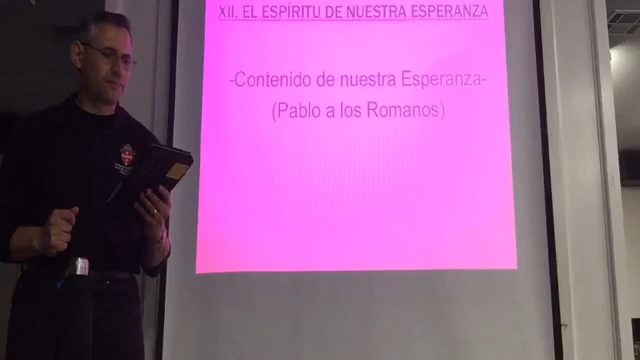 XII. EL ESPÍRITU DE NUESTRA ESPERANZA
-Contenido de nuestra Esperanza-
(Pablo a los Romanos)